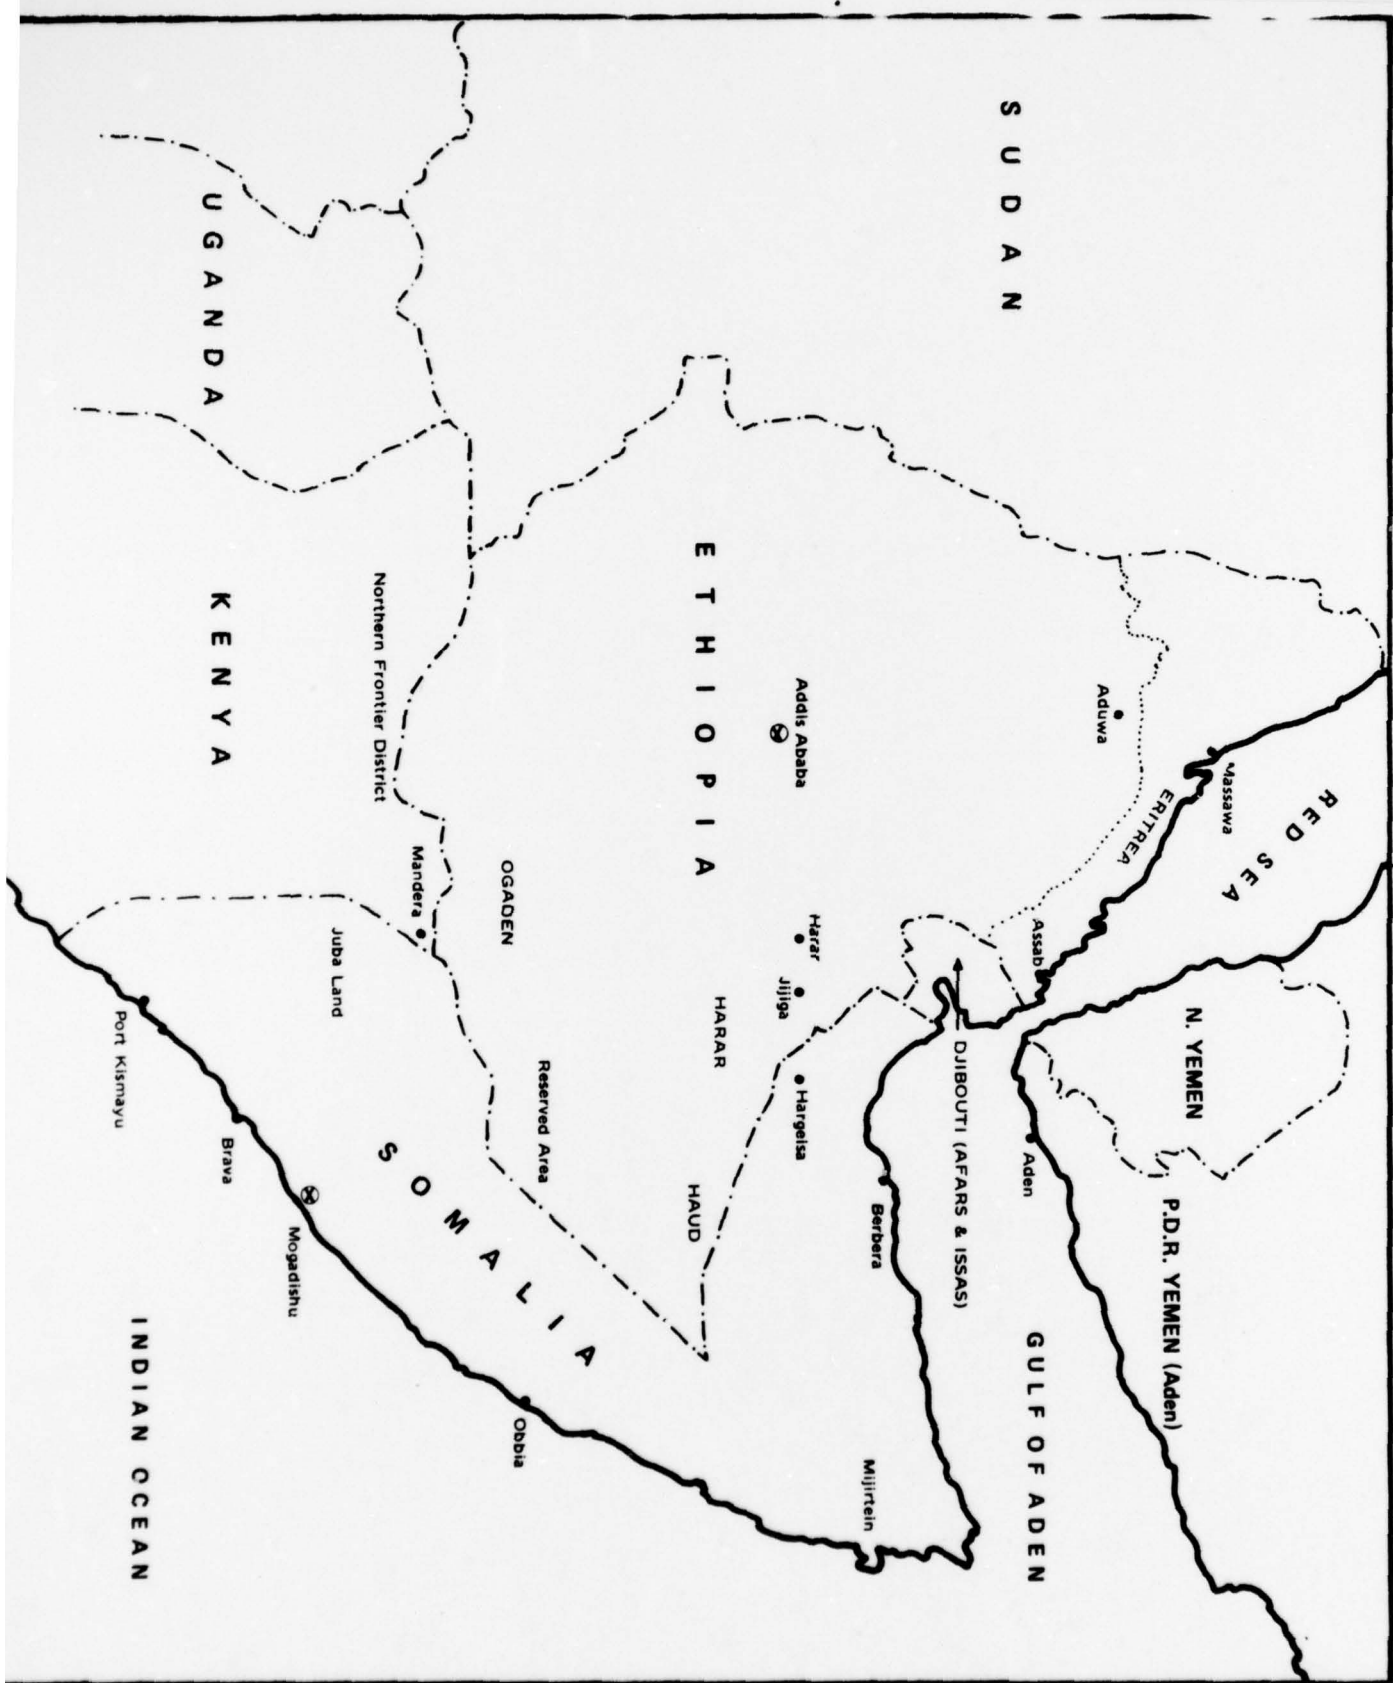 SUDAN
RED SEA
Massawa
ERITREA
Aduwa
Assab
N. YEMEN
P.D.R. YEMEN (Aden)
Aden
GULF OF ADEN
DJIBOUTI (AFARS & ISSAS)
ETHIOPIA
Addis Ababa
Harar
Jijiga
Hargeisa
Berbera
Mijirtein
HARAR
HAUD
OGADEN
Reserved Area
SOMALIA
Obbia
UGANDA
KENYA
Northern Frontier District
Mandera
Juba Land
Port Kismayu
Brava
Mogadishu
INDIAN OCEAN